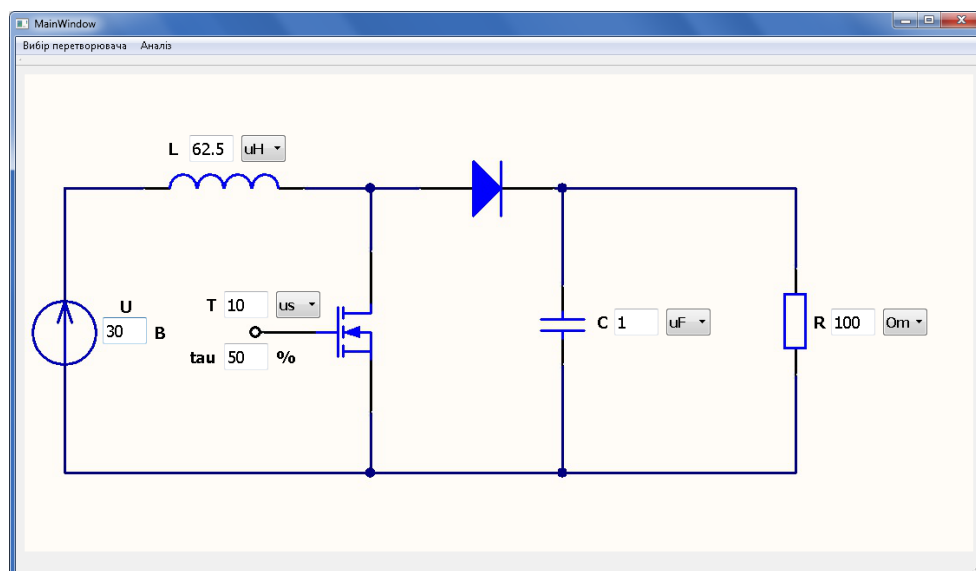 MainWindow
Вибір перетворювача Аналіз
L 62.5 uH
U
30 В
T 10 us
tau 50 %
C 1 uF
R 100 Om